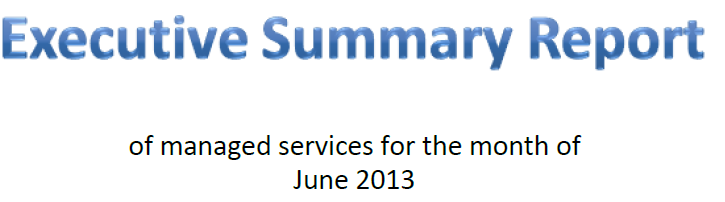 Executive Summary Report
of managed services for the month of
June 2013